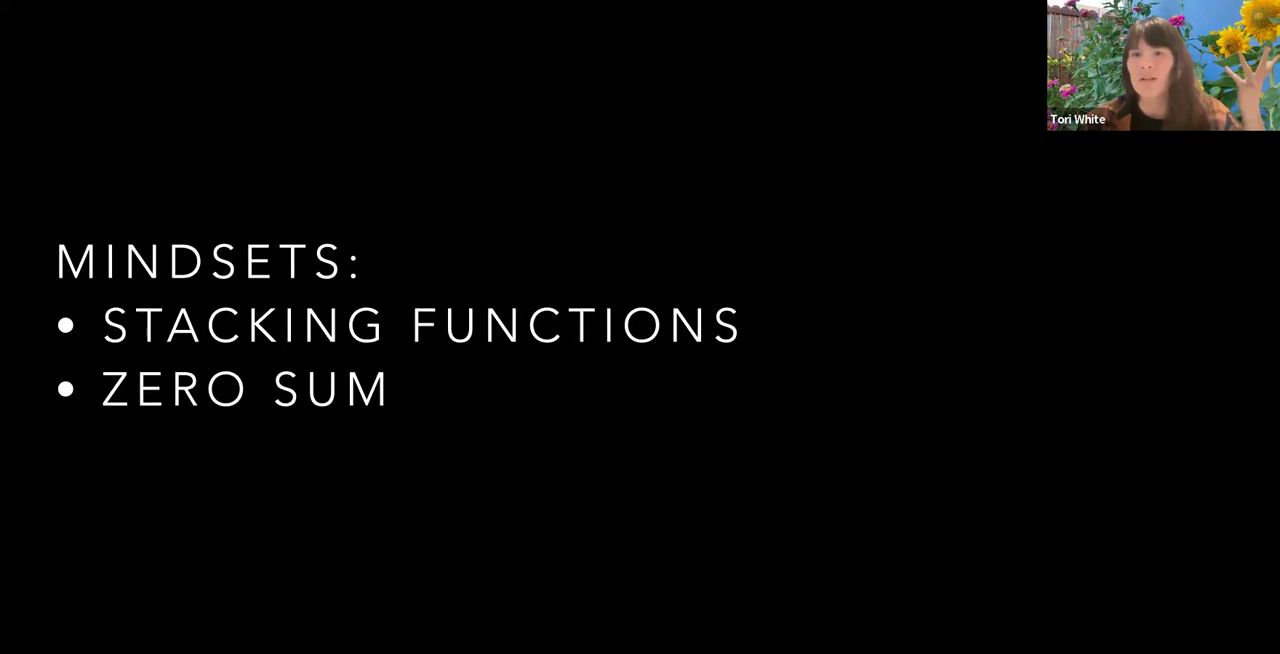 Tori White
MINDSETS:
• STACKING FUNCTIONS
• ZERO SUM